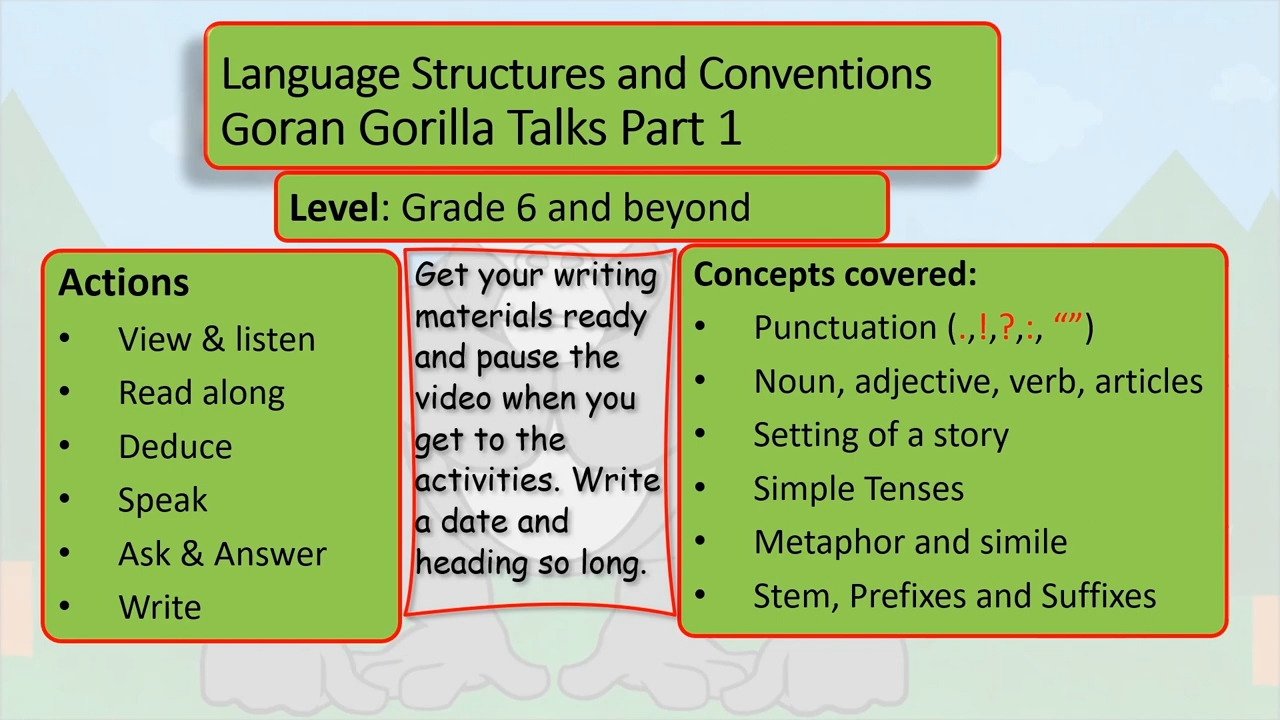 Language Structures and Conventions
Goran Gorilla Talks Part 1
Level: Grade 6 and beyond
Actions
• View & listen
• Read along
• Deduce
• Speak
• Ask & Answer
• Write
Get your writing
materials ready
and pause the
video when you
get to the
activities. Write
a date and
heading so long.
Concepts covered:
• Punctuation (.,!,?,:, “”)
• Noun, adjective, verb, articles
• Setting of a story
• Simple Tenses
• Metaphor and simile
• Stem, Prefixes and Suffixes